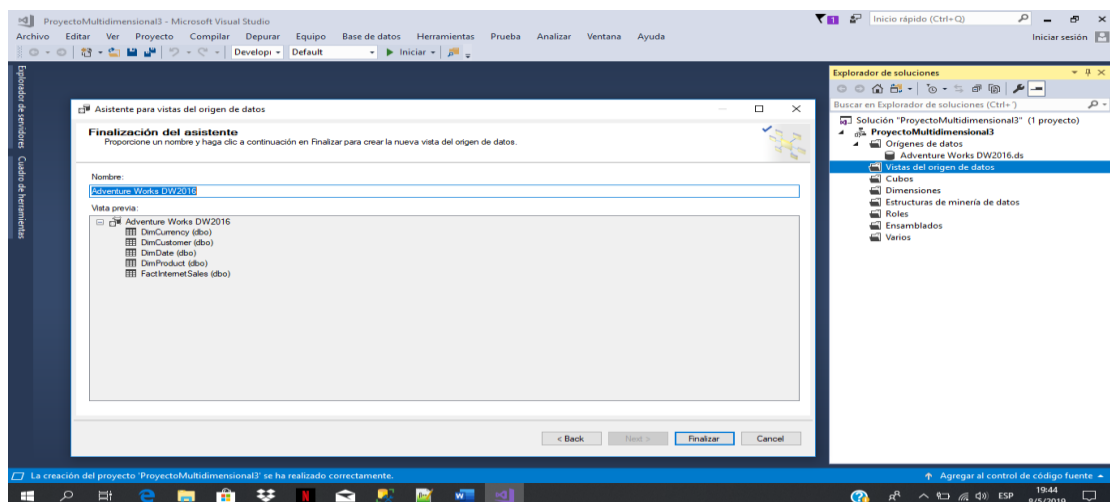 ProyectoMultidimensional3 - Microsoft Visual Studio
1
Inicio rápido (Ctrl+Q)
Archivo Editar Ver Proyecto Compilar Depurar Equipo Base de datos Herramientas Prueba Analizar Ventana Ayuda
Iniciar sesión
Developi Default Iniciar
Explorador de servidores
Cuadro de herramientas
Asistente para vistas del origen de datos
Finalización del asistente
Proporcione un nombre y haga clic a continuación en Finalizar para crear la nueva vista del origen de datos.
Nombre:
Adventure Works DW2016
Vista previa:
Adventure Works DW2016
DimCurrency (dbo)
DimCustomer (dbo)
DimDate (dbo)
DimProduct (dbo)
FactInternetSales (dbo)
< Back Next > Finalizar Cancel
Explorador de soluciones
Buscar en Explorador de soluciones (Ctrl+´)
Solución "ProyectoMultidimensional3" (1 proyecto)
ProyectoMultidimensional3
Orígenes de datos
Adventure Works DW2016.ds
Vistas del origen de datos
Cubos
Dimensiones
Estructuras de minería de datos
Roles
Ensamblados
Varios
La creación del proyecto 'ProyectoMultidimensional3' se ha realizado correctamente.
Agregar al control de código fuente
ESP
19:44
8/5/2019